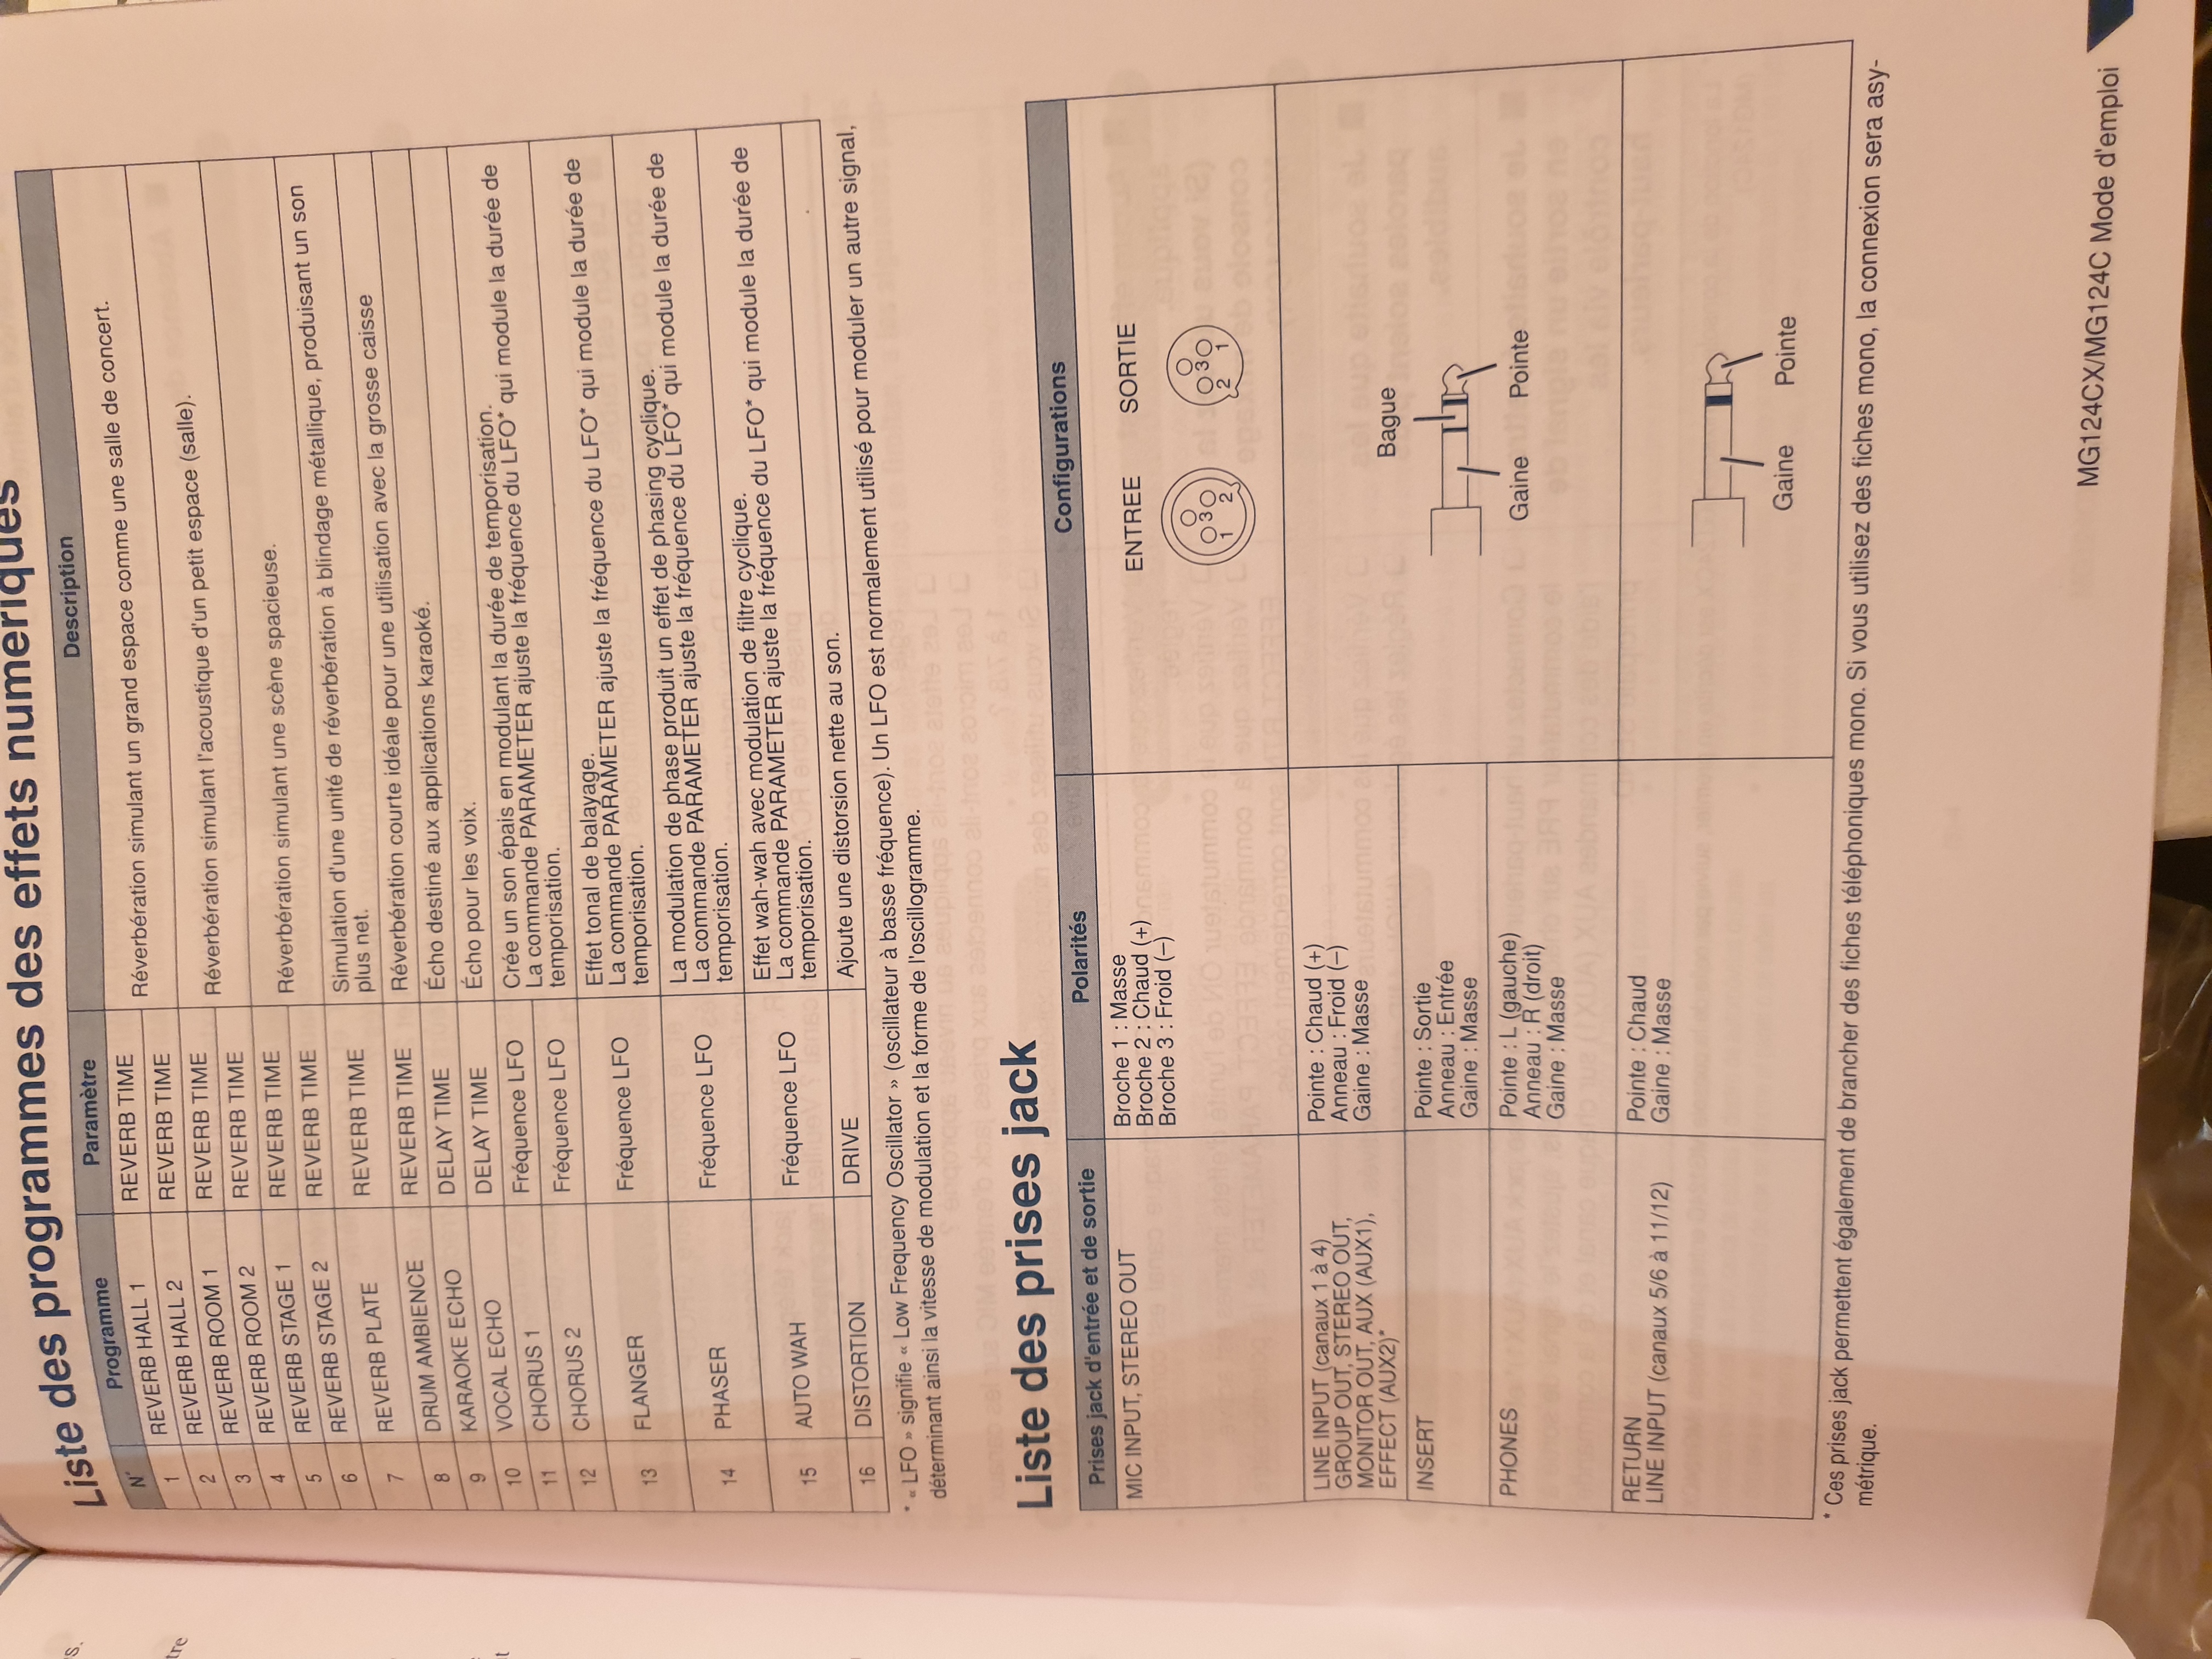 Liste des programmes des effets numériques
N° Programme Paramètre Description
1 REVERB HALL 1 REVERB TIME Réverbération simulant un grand espace comme une salle de concert.
2 REVERB HALL 2 REVERB TIME
3 REVERB ROOM 1 REVERB TIME Réverbération simulant l'acoustique d'un petit espace (salle).
4 REVERB ROOM 2 REVERB TIME
5 REVERB STAGE 1 REVERB TIME Réverbération simulant une scène spacieuse.
6 REVERB STAGE 2 REVERB TIME
7 REVERB PLATE REVERB TIME Simulation d'une unité de réverbération à blindage métallique, produisant un son
plus net.
8 DRUM AMBIENCE REVERB TIME Réverbération courte idéale pour une utilisation avec la grosse caisse
9 KARAOKE ECHO DELAY TIME Écho destiné aux applications karaoké.
10 VOCAL ECHO DELAY TIME Écho pour les voix.
11 CHORUS 1 Fréquence LFO Crée un son épais en modulant la durée de temporisation.
La commande PARAMETER ajuste la fréquence du LFO* qui module la durée de
temporisation.
12 CHORUS 2 Fréquence LFO
13 FLANGER Fréquence LFO Effet tonal de balayage.
La commande PARAMETER ajuste la fréquence du LFO* qui module la durée de
temporisation.
14 PHASER Fréquence LFO La modulation de phase produit un effet de phasing cyclique.
La commande PARAMETER ajuste la fréquence du LFO* qui module la durée de
temporisation.
15 AUTO WAH Fréquence LFO Effet wah-wah avec modulation de filtre cyclique.
La commande PARAMETER ajuste la fréquence du LFO* qui module la durée de
temporisation.
16 DISTORTION DRIVE Ajoute une distorsion nette au son.
* « LFO » signifie « Low Frequency Oscillator » (oscillateur à basse fréquence). Un LFO est normalement utilisé pour moduler un autre signal,
déterminant ainsi la vitesse de modulation et la forme de l'oscillogramme.
Liste des prises jack
Prises jack d'entrée et de sortie Polarités Configurations
MIC INPUT, STEREO OUT
Broche 1 : Masse
Broche 2 : Chaud (+)
Broche 3 : Froid (–)
ENTREE SORTIE
1 3 2
2 3 1
LINE INPUT (canaux 1 à 4)
GROUP OUT, STEREO OUT,
MONITOR OUT, AUX (AUX1),
EFFECT (AUX2)*
Pointe : Chaud (+)
Anneau : Froid (–)
Gaine : Masse
INSERT
Pointe : Sortie
Anneau : Entrée
Gaine : Masse
PHONES
Pointe : L (gauche)
Anneau : R (droit)
Gaine : Masse
Bague
Gaine Pointe
RETURN
LINE INPUT (canaux 5/6 à 11/12)
Pointe : Chaud
Gaine : Masse
Gaine Pointe
* Ces prises jack permettent également de brancher des fiches téléphoniques mono. Si vous utilisez des fiches mono, la connexion sera asy-
métrique.
MG124CX/MG124C Mode d'emploi